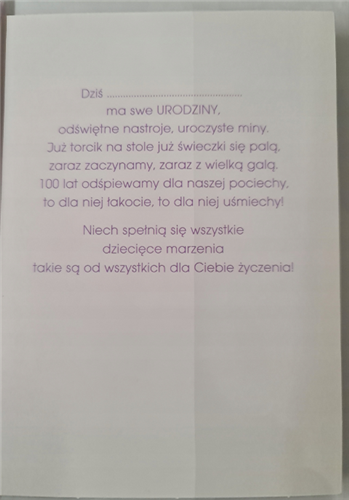 Dziś ................................................
ma swe URODZINY,
odświętne nastroje, uroczyste miny.
Już torcik na stole już świeczki się palą,
zaraz zaczynamy, zaraz z wielką galą.
100 lat odśpiewamy dla naszej pociechy,
to dla niej łakocie, to dla niej uśmiechy!
Niech spełnią się wszystkie
dziecięce marzenia
takie są od wszystkich dla Ciebie życzenia!